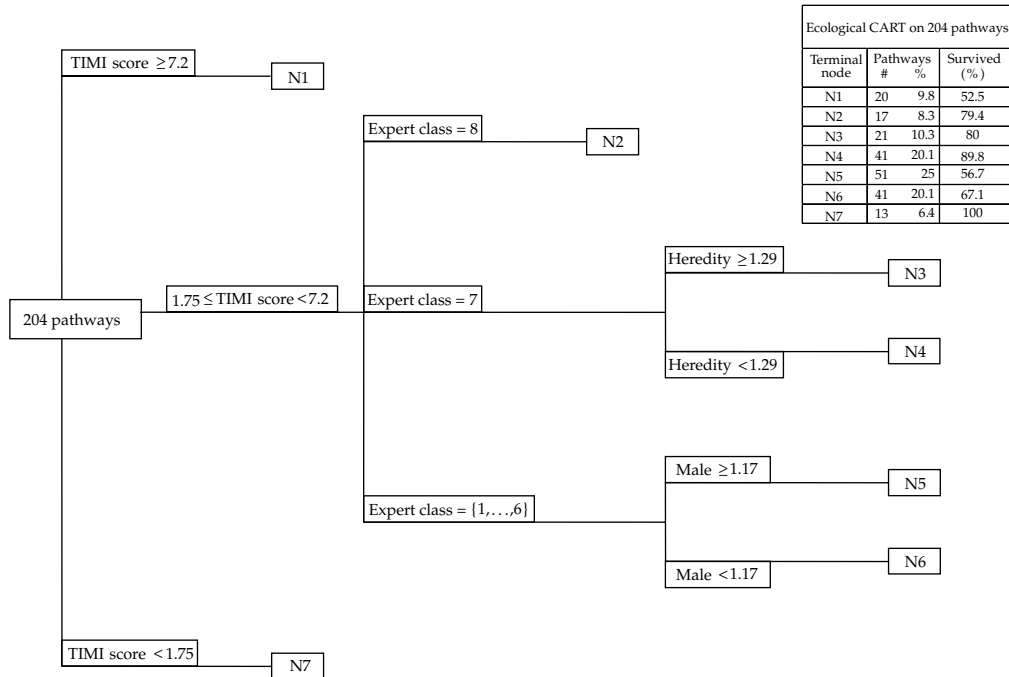 Ecological CART on 204 pathways
Terminal node Pathways # % Survived (%)
N1 20 9.8 52.5
N2 17 8.3 79.4
N3 21 10.3 80
N4 41 20.1 89.8
N5 51 25 56.7
N6 41 20.1 67.1
N7 13 6.4 100
TIMI score ≥7.2
N1
Expert class = 8
N2
Heredity ≥1.29
N3
204 pathways
1.75 ≤ TIMI score <7.2
Expert class = 7
Heredity <1.29
N4
Male ≥1.17
N5
Expert class = {1,...,6}
Male <1.17
N6
TIMI score <1.75
N7